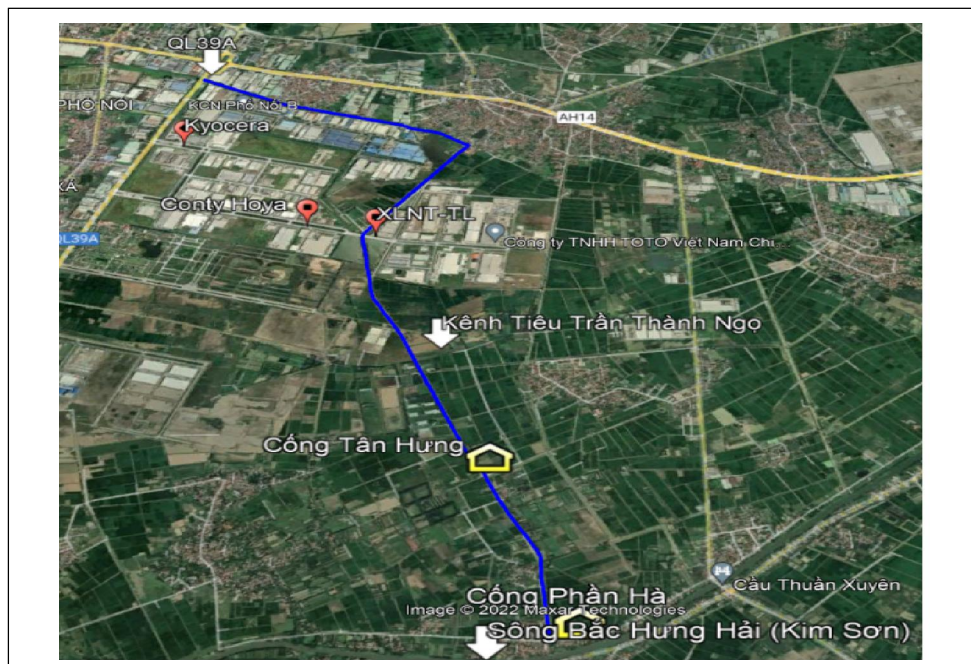 QL39A
PHỐ NỐI
KCN Phố Nối B
Kyocera
AH14
XA
Conty Hoya
XLNT-TL
QL39A
Công ty TNHH TOTO Việt Nam Chi...
Kênh Tiêu Trần Thành Ngọ
Cống Tân Hưng
Cầu Thuần Xuyên
Cống Phần Hà
Image © 2022 Maxar Technologies
Sông Bắc Hưng Hải (Kim Sơn)